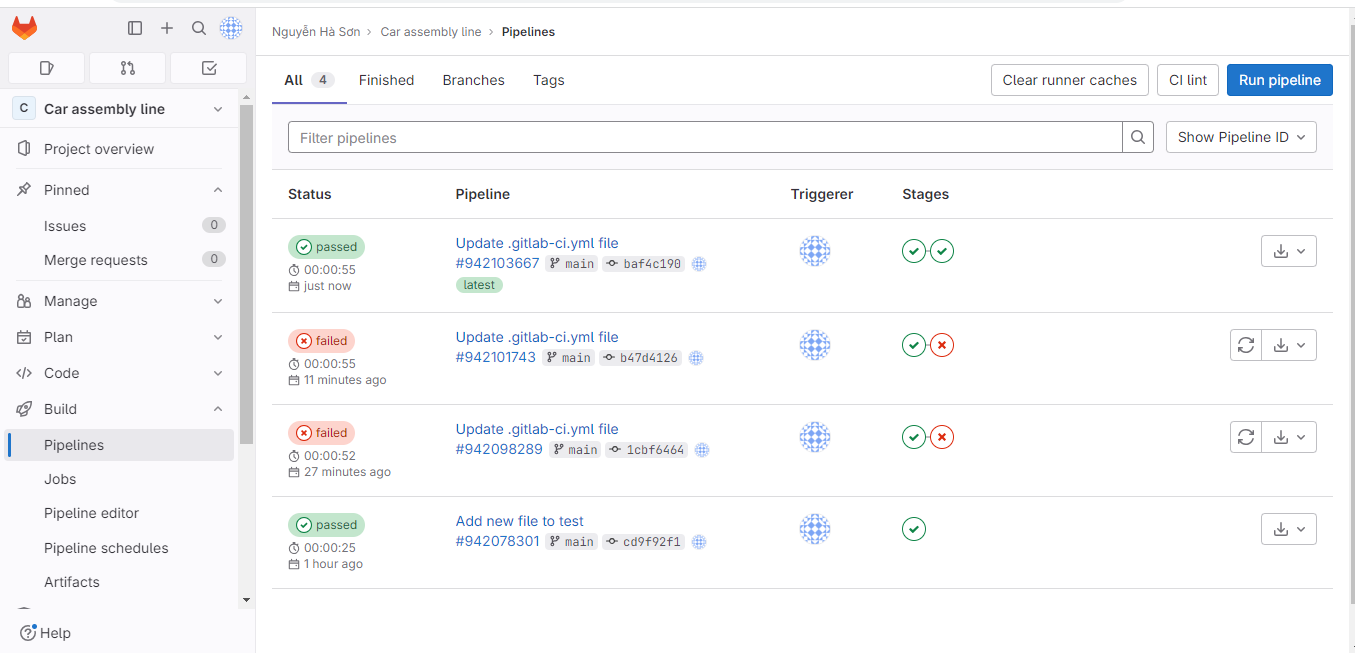 Nguyễn Hà Sơn › Car assembly line › Pipelines
All 4 Finished Branches Tags
Clear runner caches CI lint Run pipeline
C Car assembly line
Project overview
Pinned
Issues 0
Merge requests 0
Manage
Plan
Code
Build
Pipelines
Jobs
Pipeline editor
Pipeline schedules
Artifacts
Help
Filter pipelines Show Pipeline ID
Status Pipeline Triggerer Stages
passed Update .gitlab-ci.yml file
00:00:55 #942103667 main baf4c190
just now latest
failed Update .gitlab-ci.yml file
00:00:55 #942101743 main b47d4126
11 minutes ago
failed Update .gitlab-ci.yml file
00:00:52 #942098289 main 1cbf6464
27 minutes ago
passed Add new file to test
00:00:25 #942078301 main cd9f92f1
1 hour ago